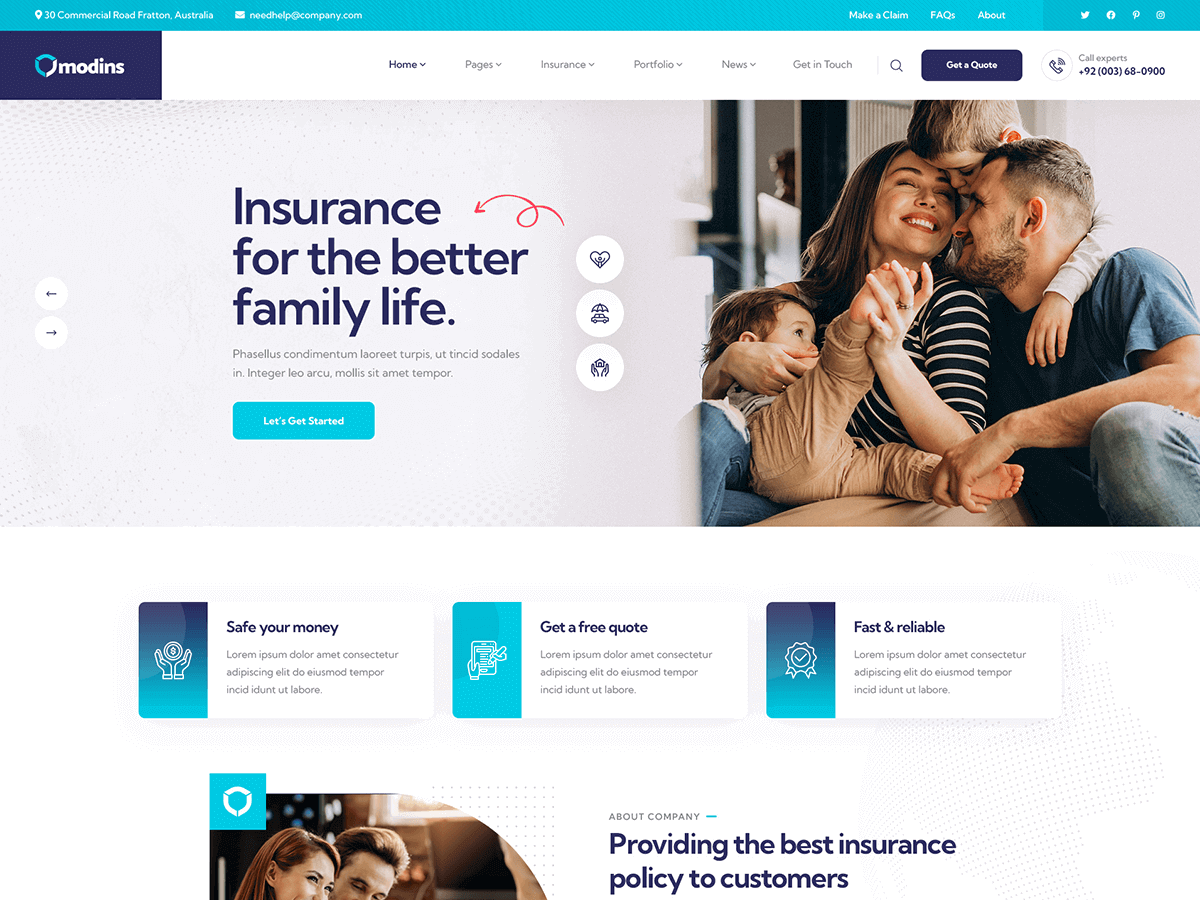 30 Commercial Road Fratton, Australia
needhelp@company.com
Make a Claim
FAQs
About
modins
Home
Pages
Insurance
Portfolio
News
Get in Touch
Get a Quote
Call experts
+92 (003) 68-0900
Insurance
for the better
family life.
Phasellus condimentum laoreet turpis, ut tincid sodales
in. Integer leo arcu, mollis sit amet tempor.
Let's Get Started
Safe your money
Lorem ipsum dolor amet consectetur
adipiscing elit do eiusmod tempor
incid idunt ut labore.
Get a free quote
Lorem ipsum dolor amet consectetur
adipiscing elit do eiusmod tempor
incid idunt ut labore.
Fast & reliable
Lorem ipsum dolor amet consectetur
adipiscing elit do eiusmod tempor
incid idunt ut labore.
ABOUT COMPANY
Providing the best insurance
policy to customers